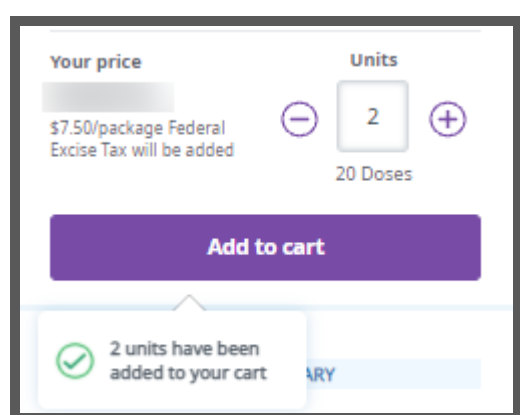 Your price
Units
$7.50/package Federal
Excise Tax will be added
2
20 Doses
Add to cart
2 units have been
added to your cart